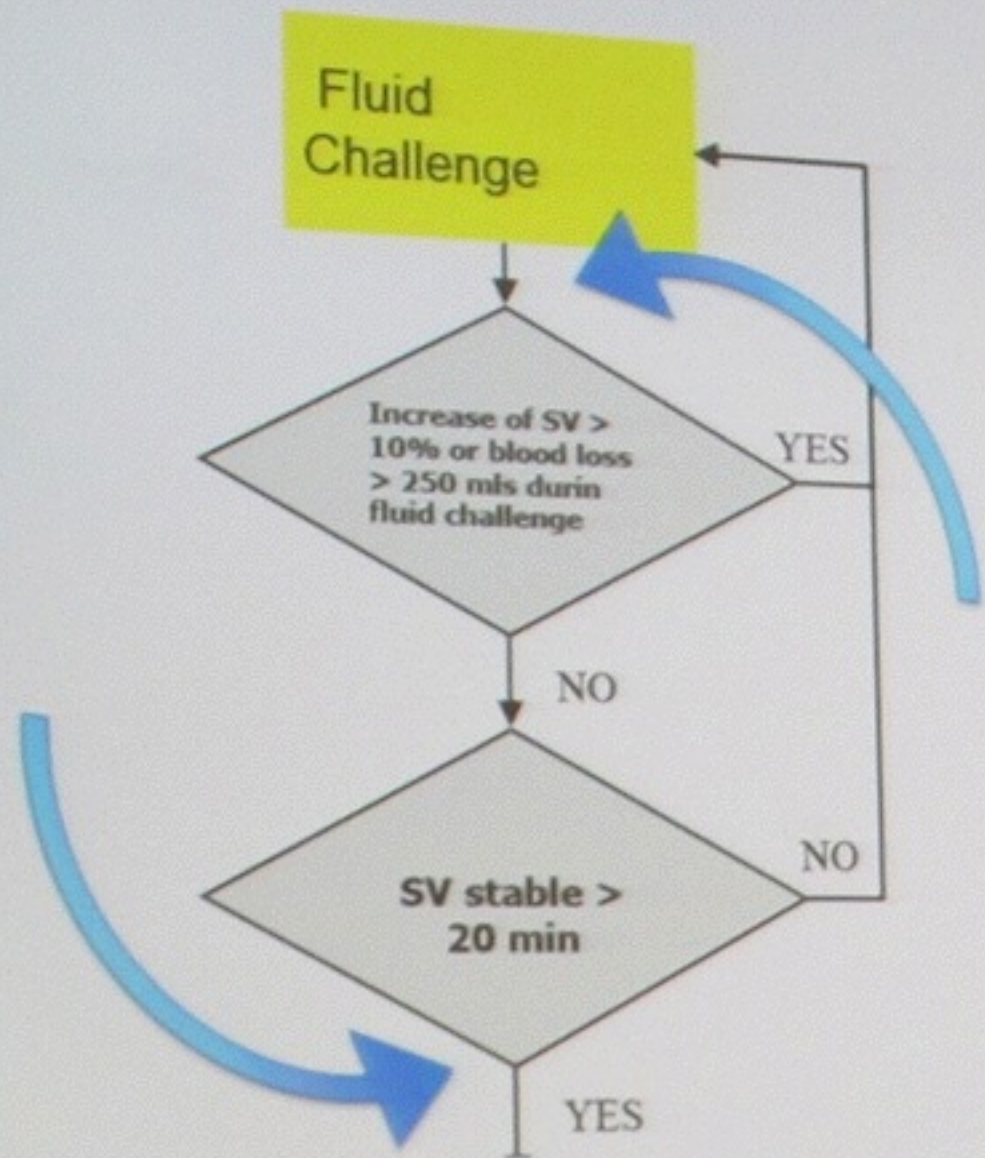 Fluid
Challenge
Increase of SV >
10% or blood loss
> 250 mls durin
fluid challenge
YES
NO
SV stable >
20 min
NO
YES